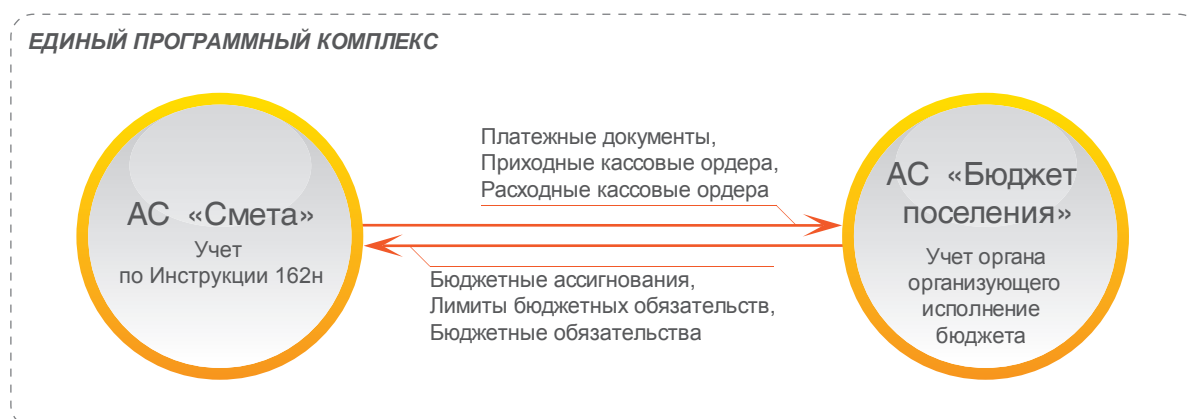 ЕДИНЫЙ ПРОГРАММНЫЙ КОМПЛЕКС
АС «Смета»
Учет
по Инструкции 162н
Платежные документы,
Приходные кассовые ордера,
Расходные кассовые ордера
Бюджетные ассигнования,
Лимиты бюджетных обязательств,
Бюджетные обязательства
АС «Бюджет
поселения»
Учет органа
организующего
исполнение
бюджета